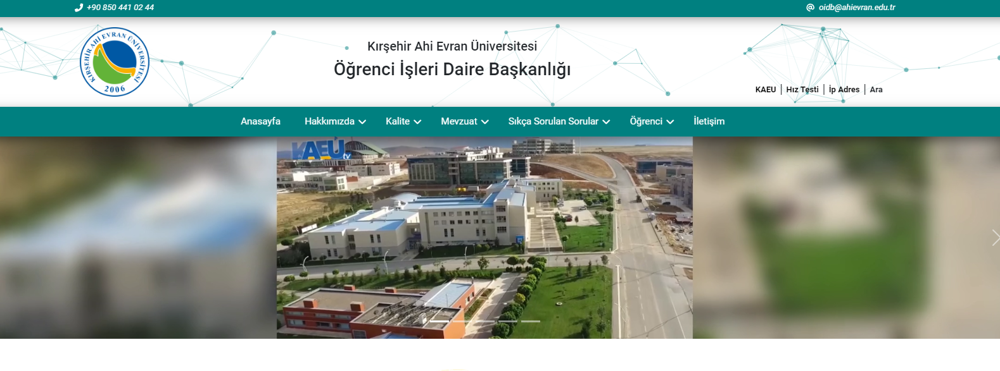 +90 850 441 02 44
oidb@ahievran.edu.tr
KIRŞEHİR AHİ EVRAN ÜNİVERSİTESİ
2006
Kırşehir Ahi Evran Üniversitesi
Öğrenci İşleri Daire Başkanlığı
KAEU | Hız Testi | İp Adres | Ara
Anasayfa Hakkımızda Kalite Mevzuat Sıkça Sorulan Sorular Öğrenci İletişim
KAEÜ tv